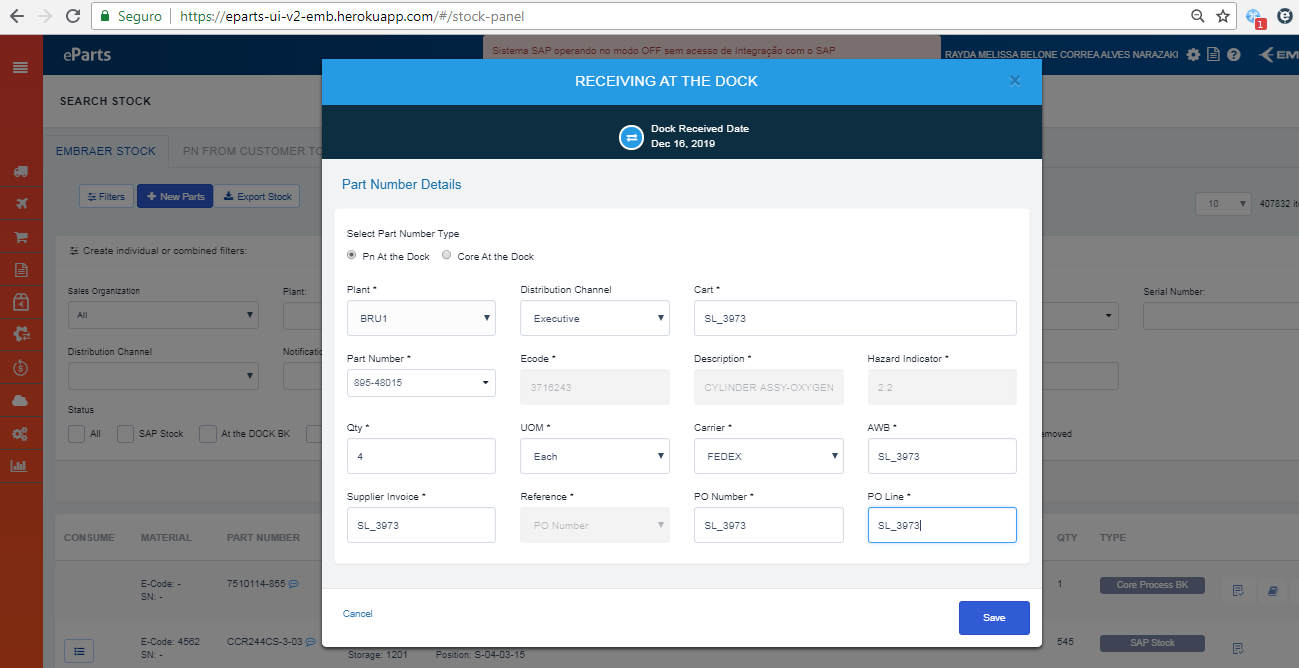 Seguro
https://eparts-ui-v2-emb.herokuapp.com/#/stock-panel
1
eParts
Sistema SAP operando no modo OFF sem acesso de Integração com o SAP
RAYDA MELISSA BELONE CORREA ALVES NARAZAKI
EM
SEARCH STOCK
EMBRAER STOCK
PN FROM CUSTOMER TO
Filters
New Parts
Export Stock
10
407832
Create individual or combined filters:
Sales Organization
Plant:
Serial Number:
All
Distribution Channel
Status
All
SAP Stock
At the DOCK BK
CONSUME
MATERIAL
PART NUMBER
QTY
TYPE
E-Code: -
SN: -
7510114-855
1
Core Process BK
E-Code: 4562
SN: -
CCR244CS-3-03
Storage: 1201
Position: S-04-03-15
545
SAP Stock
RECEIVING AT THE DOCK
Dock Received Date
Dec 16, 2019
Part Number Details
Select Part Number Type
Pn At the Dock
Core At the Dock
Plant *
Distribution Channel
Cart *
BRU1
Executive
SL_3973
Part Number *
Ecode *
Description *
Hazard Indicator *
895-48015
3716243
CYLINDER ASSY-OXYGEN
2.2
Qty *
UOM *
Carrier *
AWB *
4
Each
FEDEX
SL_3973
Supplier Invoice *
Reference *
PO Number *
PO Line *
SL_3973
PO Number
SL_3973
SL_3973
Cancel
Save